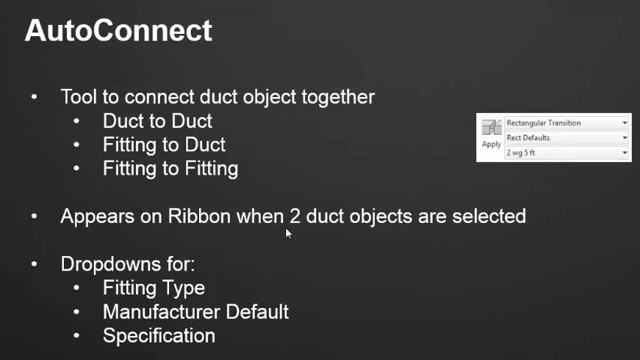 AutoConnect
• Tool to connect duct object together
• Duct to Duct
• Fitting to Duct
• Fitting to Fitting
• Appears on Ribbon when 2 duct objects are selected
• Dropdowns for:
• Fitting Type
• Manufacturer Default
• Specification
Rectangular Transition
Rect Defaults
Apply
2 wg 5 ft